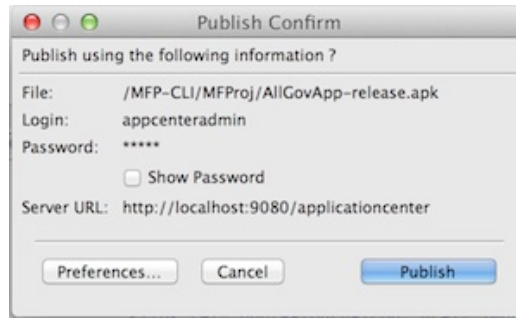 Publish Confirm
Publish using the following information ?
File: /MFP-CLI/MFProj/AllGovApp-release.apk
Login: appcenteradmin
Password: *****
Show Password
Server URL: http://localhost:9080/applicationcenter
Preferences... Cancel Publish